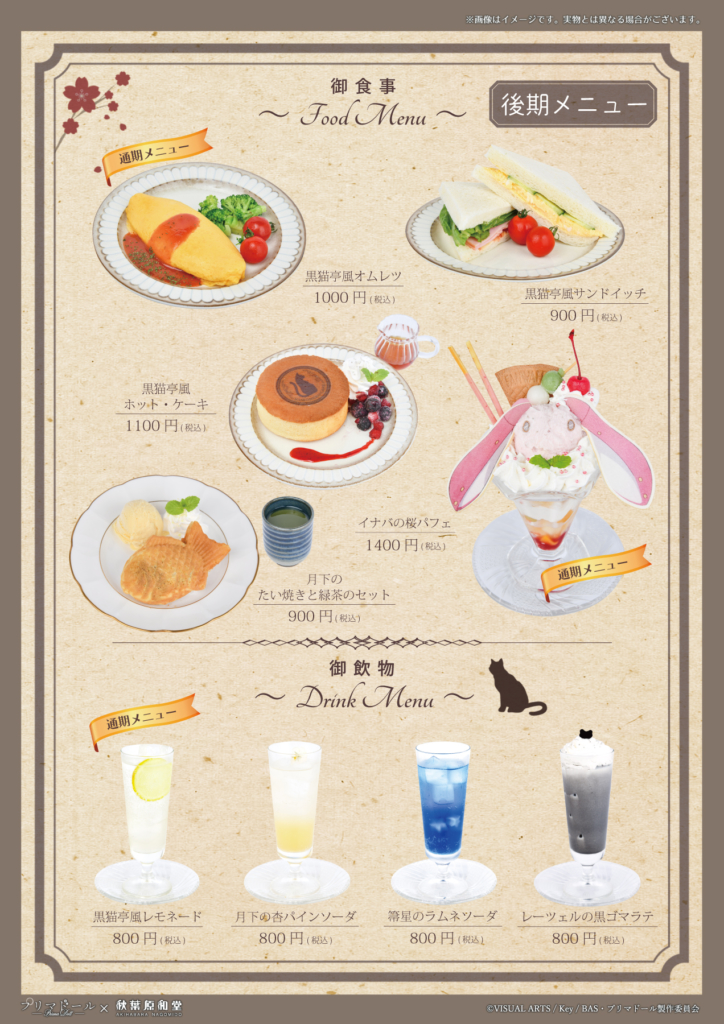 ※画像はイメージです。実物とは異なる場合がございます。
御食事
〜 Food Menu 〜
後期メニュー
通期メニュー
黒猫亭風オムレツ
1000円(税込)
黒猫亭風サンドイッチ
900円(税込)
黒猫亭風
ホット・ケーキ
1100円(税込)
イナバの桜パフェ
1400円(税込)
通期メニュー
月下の
たい焼きと緑茶のセット
900円(税込)
御飲物
〜 Drink Menu 〜
通期メニュー
黒猫亭風レモネード
800円(税込)
月下の杏パインソーダ
800円(税込)
箒星のラムネソーダ
800円(税込)
レーツェルの黒ゴマラテ
800円(税込)
プリマドール × 秋葉原和堂
Prima Doll AKIHABARA NAGOMIDO
©VISUAL ARTS / Key / BAS・プリマドール製作委員会